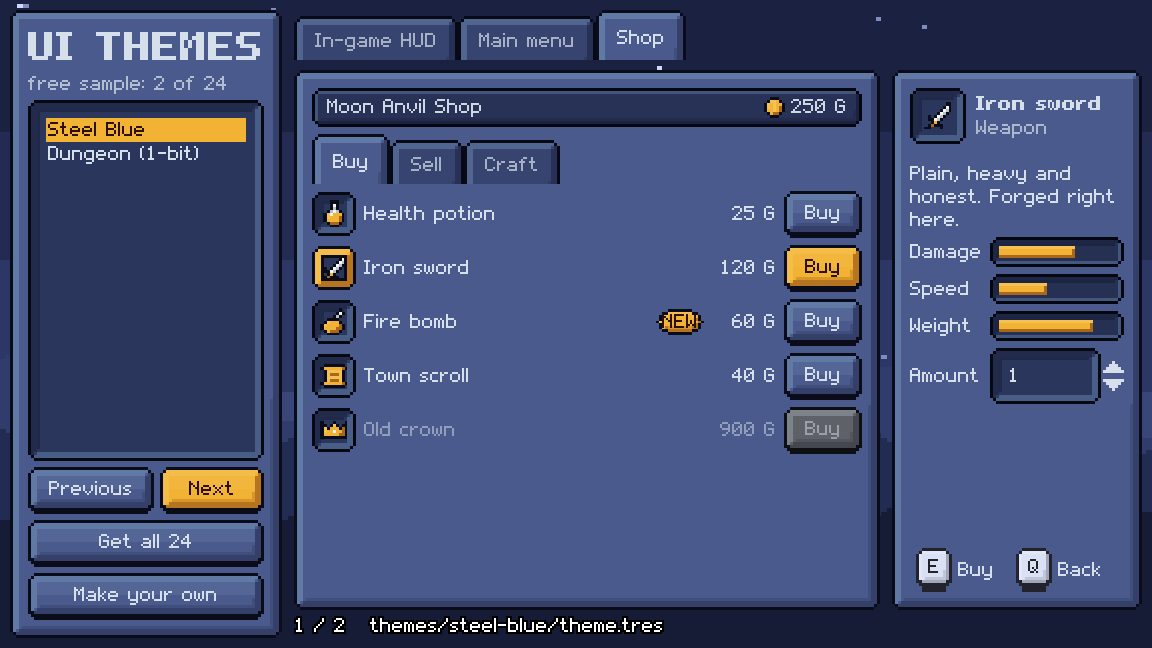 UI THEMES
free sample: 2 of 24
Steel Blue
Dungeon (1-bit)
Previous
Next
Get all 24
Make your own
In-game HUD
Main menu
Shop
Moon Anvil Shop
250 G
Buy
Sell
Craft
Health potion
25 G
Buy
Iron sword
120 G
Buy
Fire bomb
NEW
60 G
Buy
Town scroll
40 G
Buy
Old crown
900 G
Buy
Iron sword
Weapon
Plain, heavy and
honest. Forged right
here.
Damage
Speed
Weight
Amount
1
E
Buy
Q
Back
1 / 2
themes/steel-blue/theme.tres